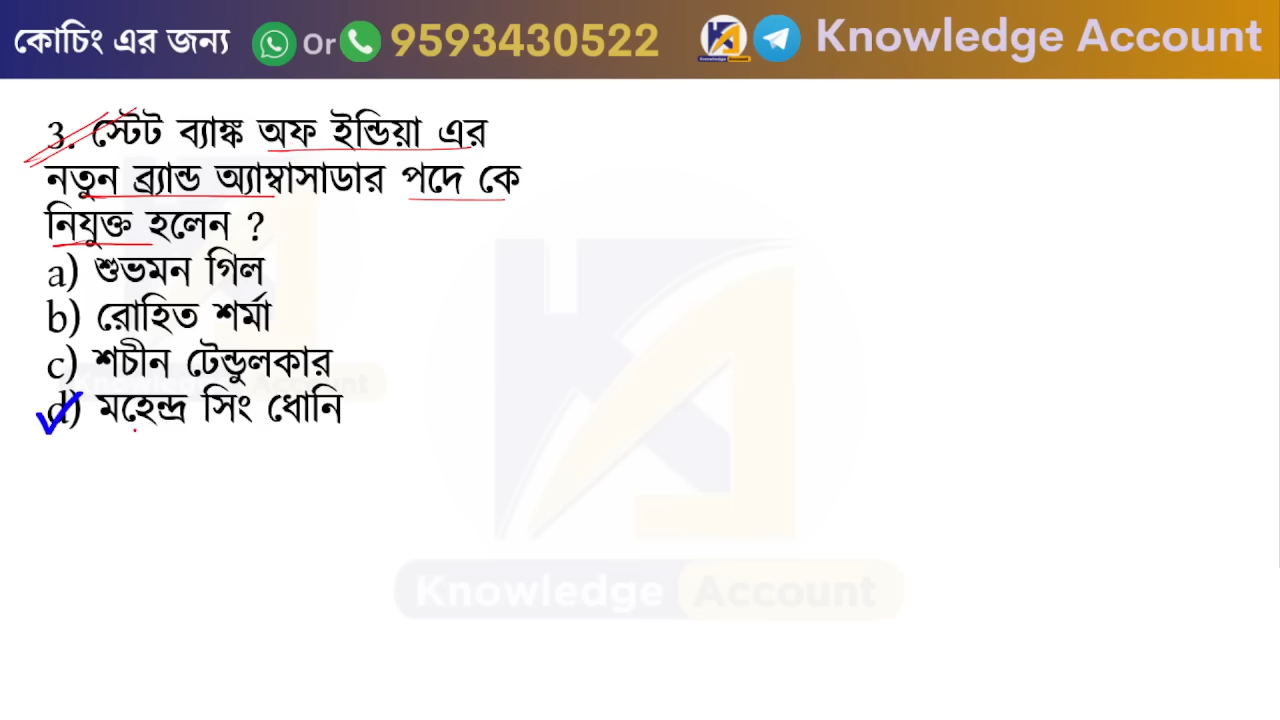 কোচিং এর জন্য Or 9593430522 Knowledge Account
3. স্টেট ব্যাঙ্ক অফ ইন্ডিয়া এর
নতুন ব্র্যান্ড অ্যাম্বাসাডার পদে কে
নিযুক্ত হলেন ?
a) শুভমন গিল
b) রোহিত শর্মা
c) শচীন টেন্ডুলকার
d) মহেন্দ্র সিং ধোনি
Knowledge Account